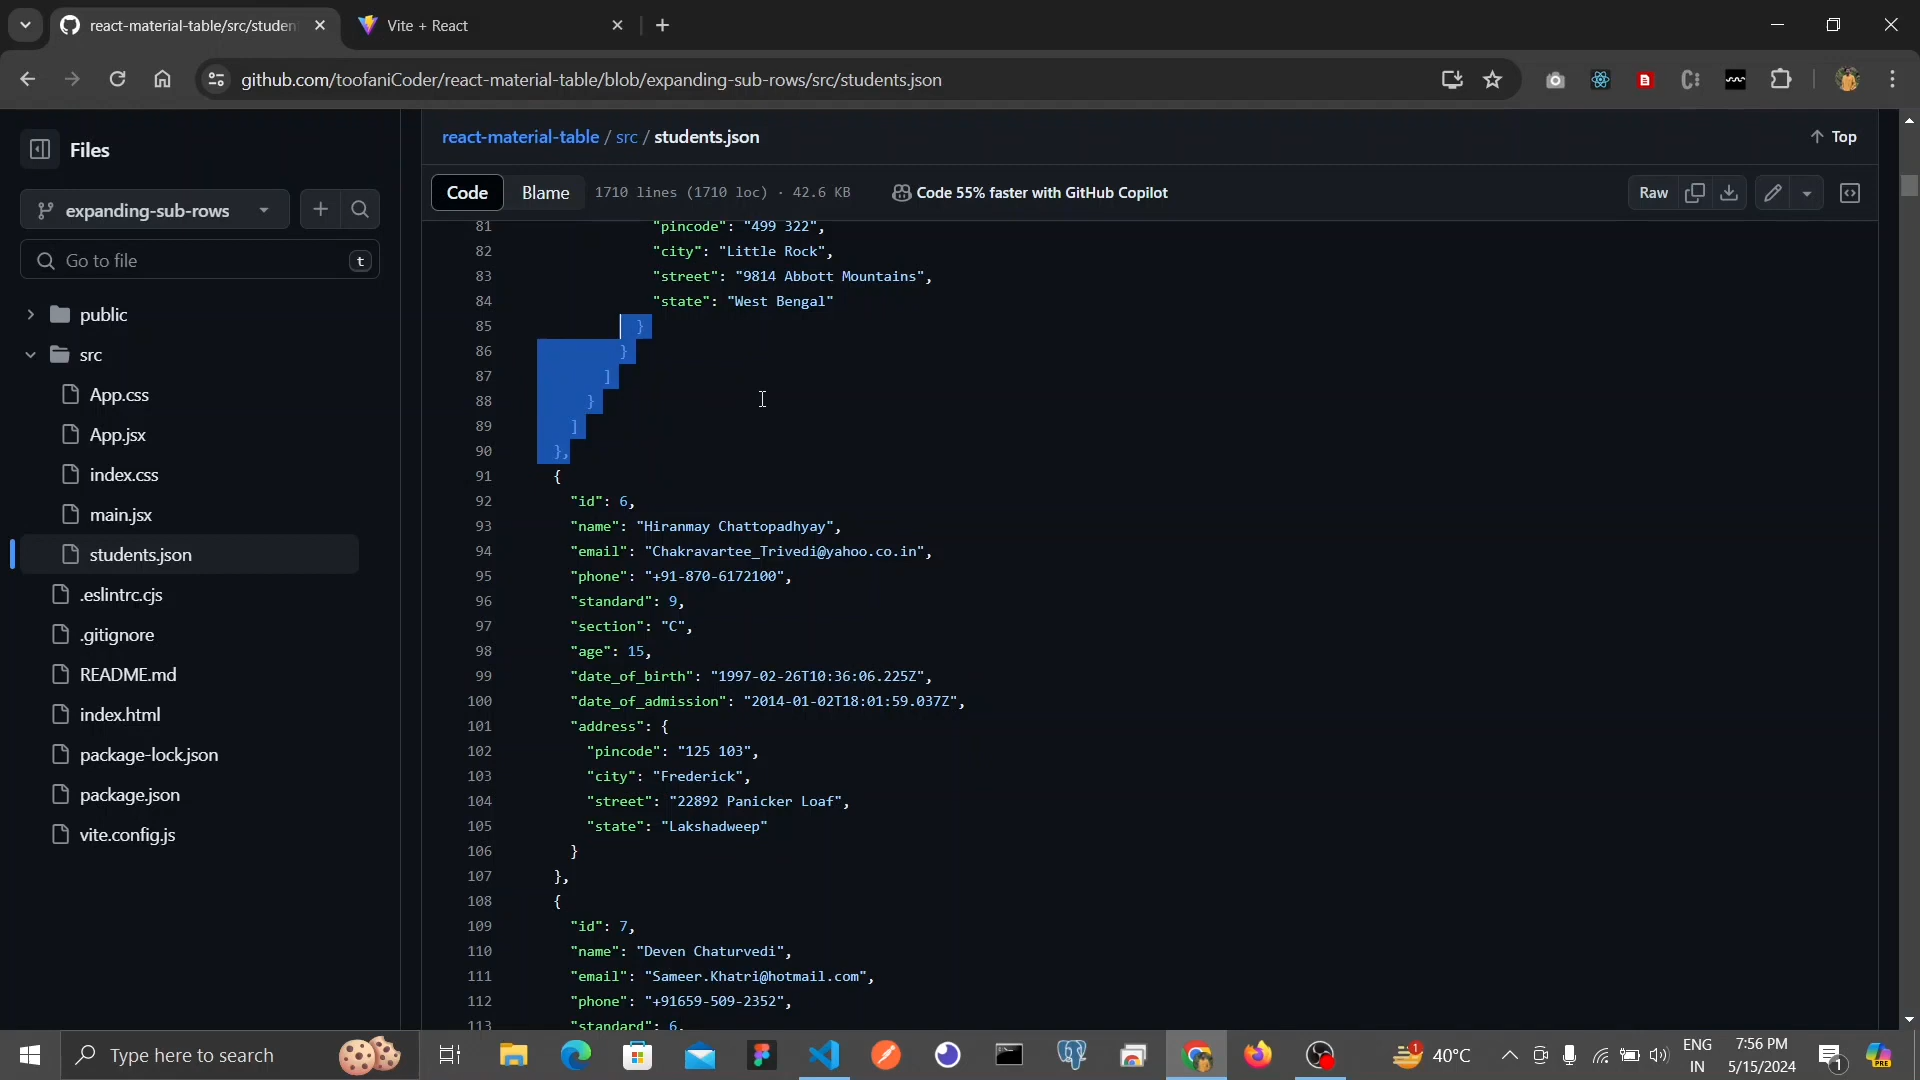 react-material-table/src/studen
Vite + React
github.com/toofaniCoder/react-material-table/blob/expanding-sub-rows/src/students.json
Files
expanding-sub-rows
Go to file
t
public
src
App.css
App.jsx
index.css
main.jsx
students.json
.eslintrc.cjs
.gitignore
README.md
index.html
package-lock.json
package.json
vite.config.js
react-material-table / src / students.json
Top
Code
Blame
1710 lines (1710 loc) · 42.6 KB
Code 55% faster with GitHub Copilot
Raw
81 "pincode": "499 322",
82 "city": "Little Rock",
83 "street": "9814 Abbott Mountains",
84 "state": "West Bengal"
85 }
86 }
87 ]
88 }
89 ]
90 },
91 {
92 "id": 6,
93 "name": "Hiranmay Chattopadhyay",
94 "email": "Chakravartee_Trivedi@yahoo.co.in",
95 "phone": "+91-870-6172100",
96 "standard": 9,
97 "section": "C",
98 "age": 15,
99 "date_of_birth": "1997-02-26T10:36:06.225Z",
100 "date_of_admission": "2014-01-02T18:01:59.037Z",
101 "address": {
102 "pincode": "125 103",
103 "city": "Frederick",
104 "street": "22892 Panicker Loaf",
105 "state": "Lakshadweep"
106 }
107 },
108 {
109 "id": 7,
110 "name": "Deven Chaturvedi",
111 "email": "Sameer.Khatri@hotmail.com",
112 "phone": "+91659-509-2352",
113 "standard": 6,
Type here to search
1
40°C
ENG
IN
7:56 PM
5/15/2024
1
PRE